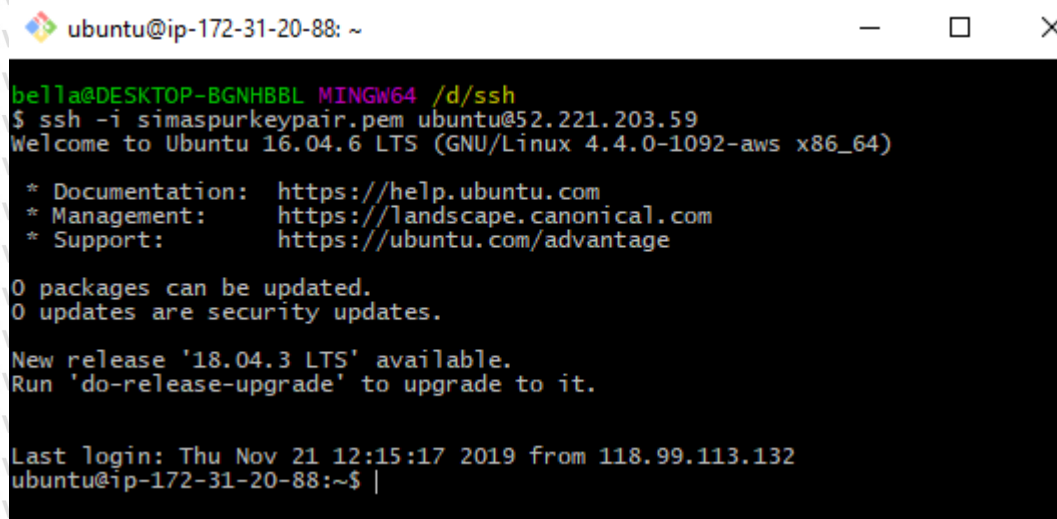 ubuntu@ip-172-31-20-88: ~
bella@DESKTOP-BGNHBBL MINGW64 /d/ssh
$ ssh -i simaspurkeypair.pem ubuntu@52.221.203.59
Welcome to Ubuntu 16.04.6 LTS (GNU/Linux 4.4.0-1092-aws x86_64)
* Documentation: https://help.ubuntu.com
* Management: https://landscape.canonical.com
* Support: https://ubuntu.com/advantage
0 packages can be updated.
0 updates are security updates.
New release '18.04.3 LTS' available.
Run 'do-release-upgrade' to upgrade to it.
Last login: Thu Nov 21 12:15:17 2019 from 118.99.113.132
ubuntu@ip-172-31-20-88:~$